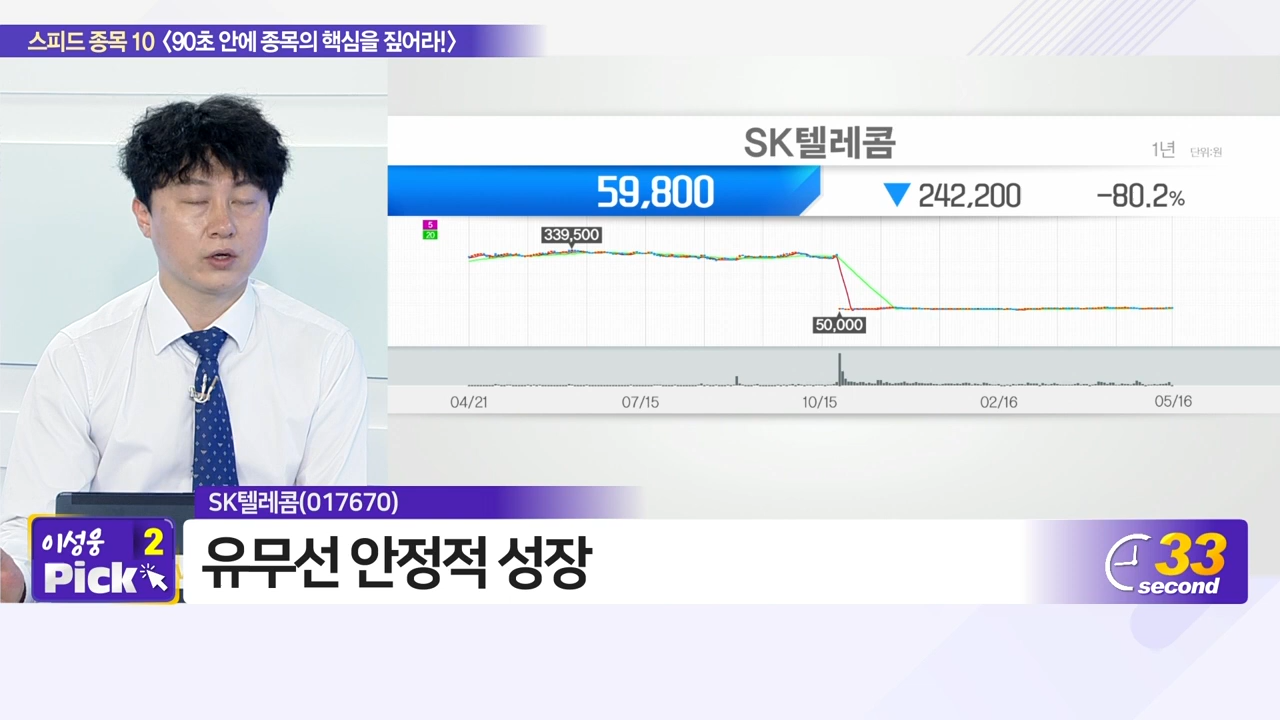 스피드 종목 10 <90초 안에 종목의 핵심을 짚어라!>
SK텔레콤
1년 단위:원
59,800 ▼242,200 -80.2%
5
20
339,500
50,000
04/21 07/15 10/15 02/16 05/16
SK텔레콤(017670)
이성웅 2
Pick
유무선 안정적 성장
33
second